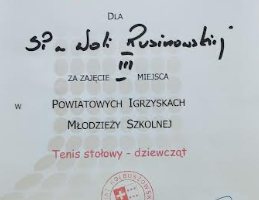 DLA
SP w Woli Rusinowskiej
III
ZA ZAJĘCIE MIEJSCA
W POWIATOWYCH IGRZYSKACH
MŁODZIEŻY SZKOLNEJ
Tenis stołowy - dziewcząt